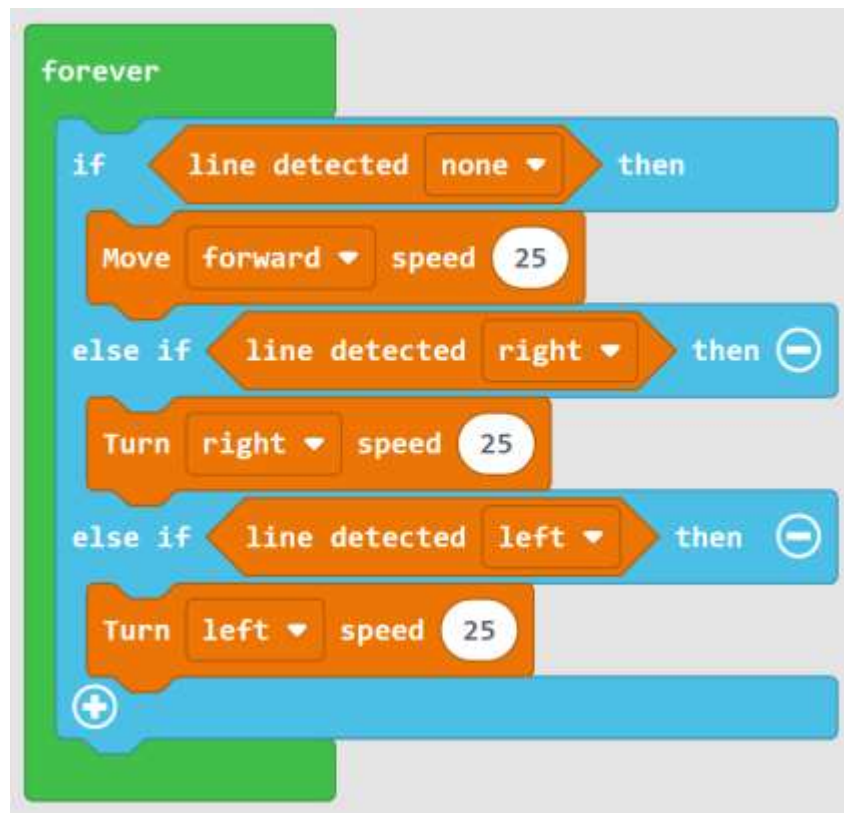 forever
if line detected none then
Move forward speed 25
else if line detected right then
Turn right speed 25
else if line detected left then
Turn left speed 25